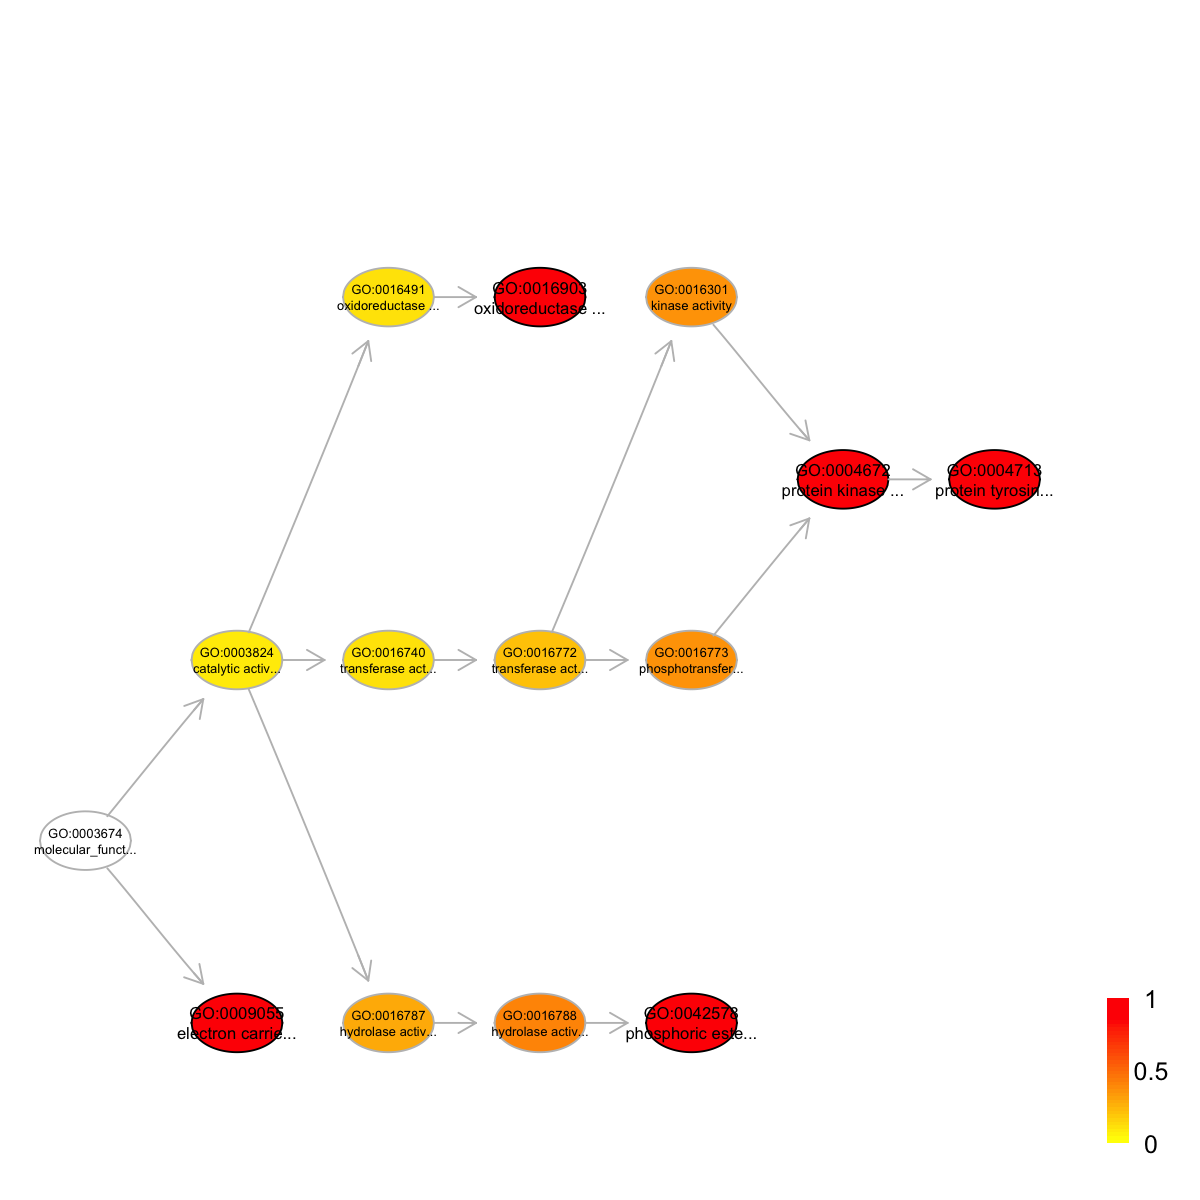 GO:0016491
oxidoreductase ...
GO:0016903
oxidoreductase ...
GO:0016301
kinase activity
GO:0004672
protein kinase ...
GO:0004713
protein tyrosin...
GO:0003824
catalytic activ...
GO:0016740
transferase act...
GO:0016772
transferase act...
GO:0016773
phosphotransfer...
GO:0003674
molecular_funct...
GO:0009055
electron carrie...
GO:0016787
hydrolase activ...
GO:0016788
hydrolase activ...
GO:0042578
phosphoric este...
1
0.5
0